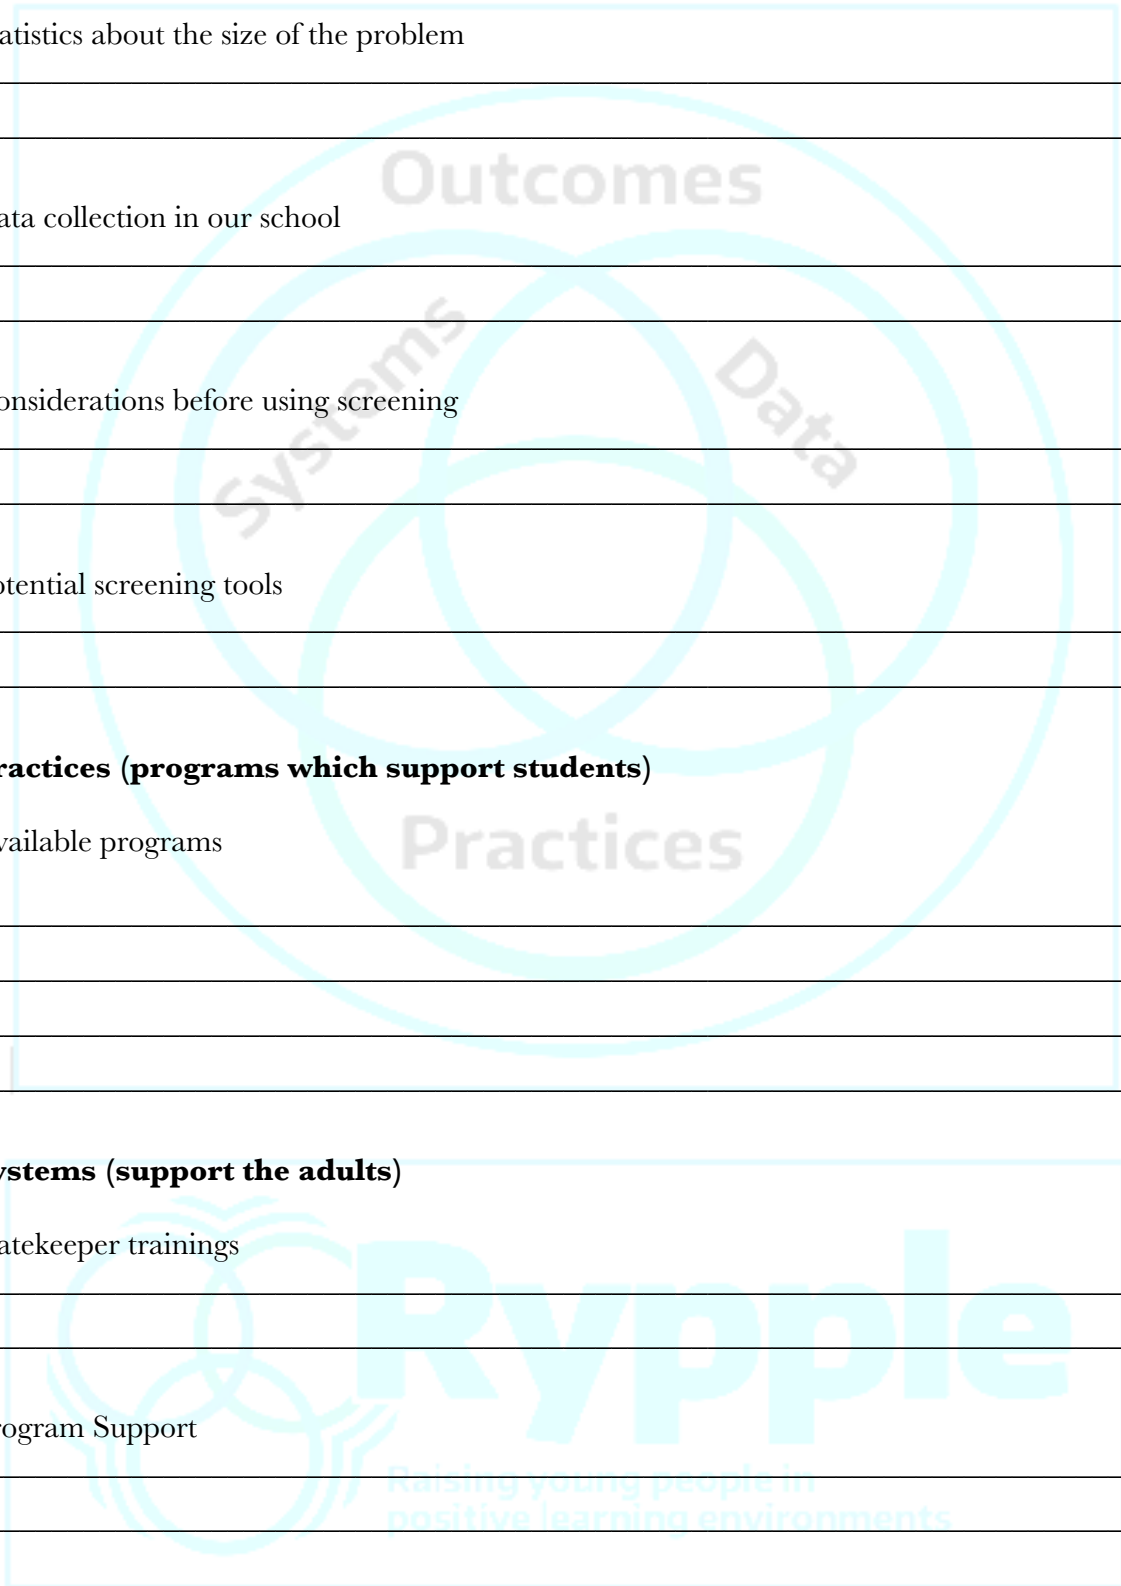 atistics about the size of the problem
Outcomes
ata collection in our school
Systems
Data
onsiderations before using screening
otential screening tools
ractices (programs which support students)
vailable programs
Practices
ystems (support the adults)
atekeeper trainings
Rypple
rogram Support
Raising young people in
positive learning environments